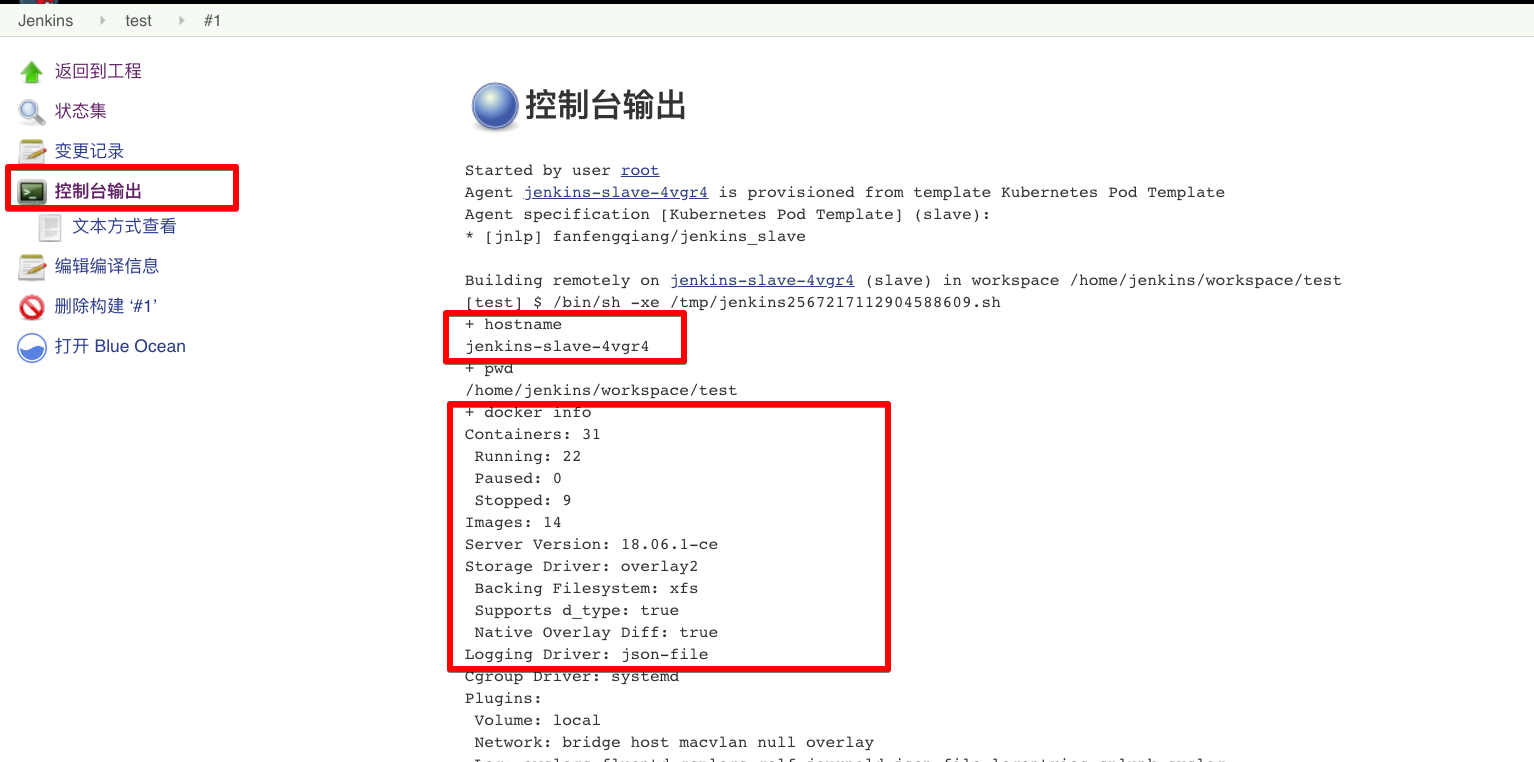 Jenkins test #1
返回到工程
状态集
变更记录
控制台输出
文本方式查看
编辑编译信息
删除构建 ‘#1’
打开 Blue Ocean
控制台输出
Started by user root
Agent jenkins-slave-4vgr4 is provisioned from template Kubernetes Pod Template
Agent specification [Kubernetes Pod Template] (slave):
* [jnlp] fanfengqiang/jenkins_slave
Building remotely on jenkins-slave-4vgr4 (slave) in workspace /home/jenkins/workspace/test
[test] $ /bin/sh -xe /tmp/jenkins2567217112904588609.sh
+ hostname
jenkins-slave-4vgr4
+ pwd
/home/jenkins/workspace/test
+ docker info
Containers: 31
Running: 22
Paused: 0
Stopped: 9
Images: 14
Server Version: 18.06.1-ce
Storage Driver: overlay2
Backing Filesystem: xfs
Supports d_type: true
Native Overlay Diff: true
Logging Driver: json-file
Cgroup Driver: systemd
Plugins:
Volume: local
Network: bridge host macvlan null overlay